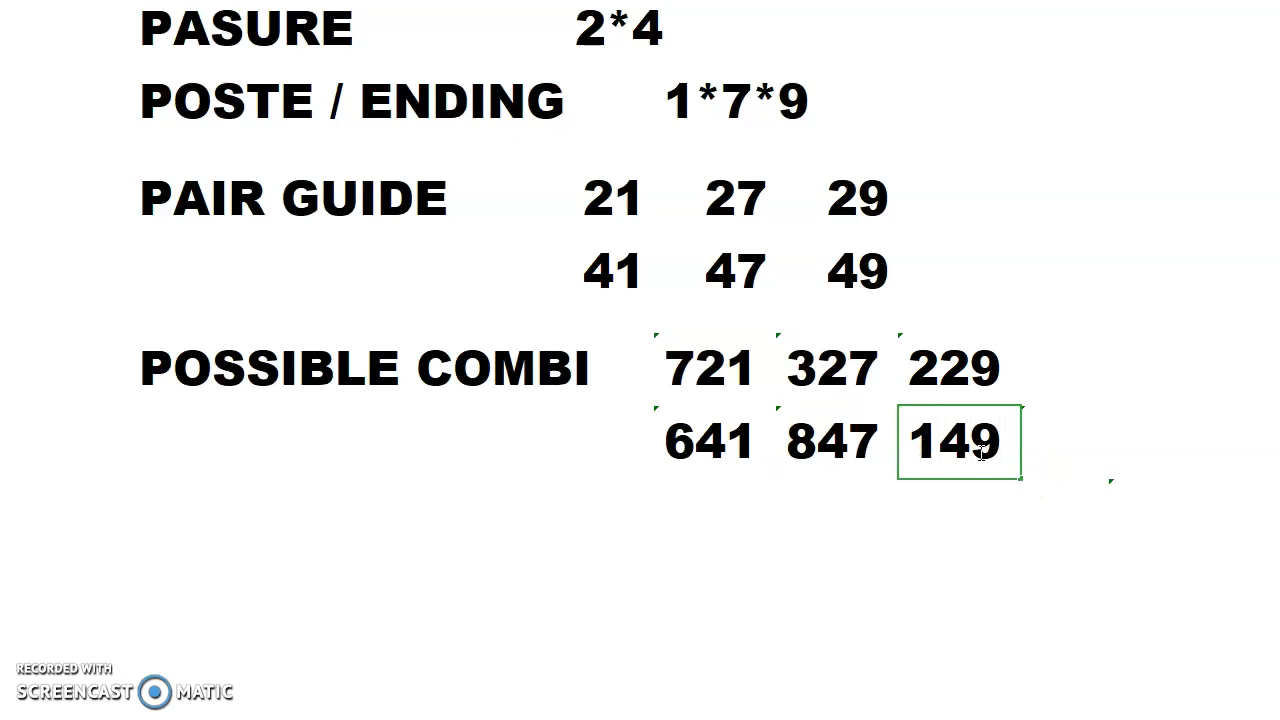 PASURE 2*4
POSTE / ENDING 1*7*9
PAIR GUIDE 21 27 29
41 47 49
POSSIBLE COMBI 721 327 229
641 847 149
RECORDED WITH
SCREENCAST MATIC